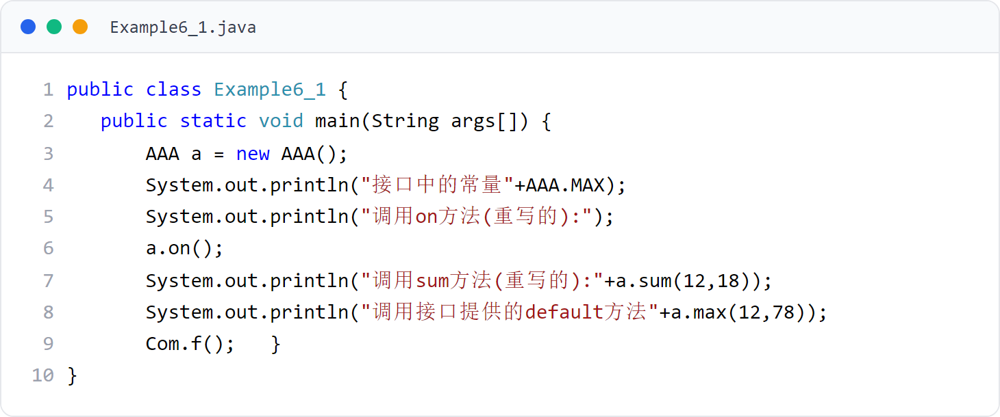 Example6_1.java
1 public class Example6_1 {
2    public static void main(String args[]) {
3        AAA a = new AAA();
4        System.out.println("接口中的常量"+AAA.MAX);
5        System.out.println("调用on方法(重写的):");
6        a.on();
7        System.out.println("调用sum方法(重写的):"+a.sum(12,18));
8        System.out.println("调用接口提供的default方法"+a.max(12,78));
9        Com.f();   }
10 }